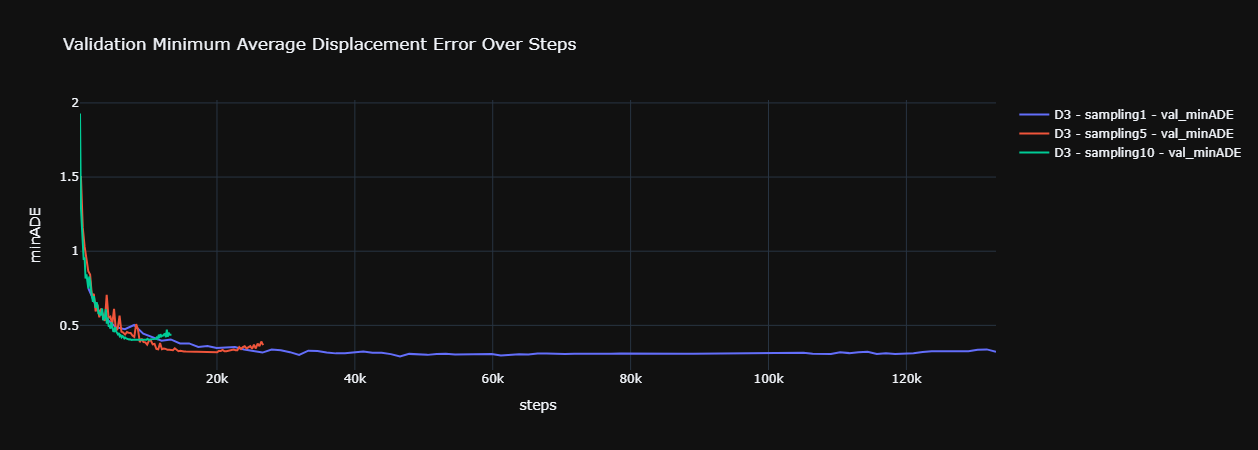 Validation Minimum Average Displacement Error Over Steps
2
1.5
1
0.5
minADE
20k
40k
60k
80k
100k
120k
steps
D3 - sampling1 - val_minADE
D3 - sampling5 - val_minADE
D3 - sampling10 - val_minADE